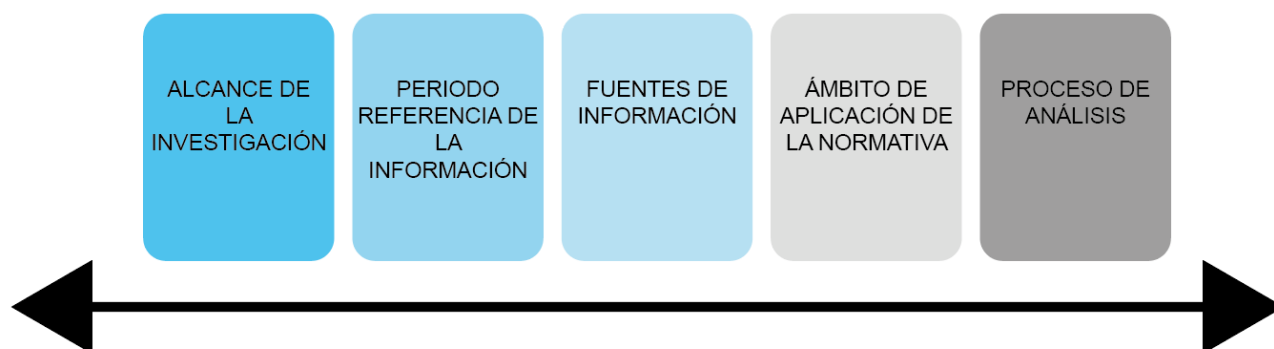 ALCANCE DE
LA
INVESTIGACIÓN
PERIODO
REFERENCIA DE
LA
INFORMACIÓN
FUENTES DE
INFORMACIÓN
ÁMBITO DE
APLICACIÓN DE
LA NORMATIVA
PROCESO DE
ANÁLISIS